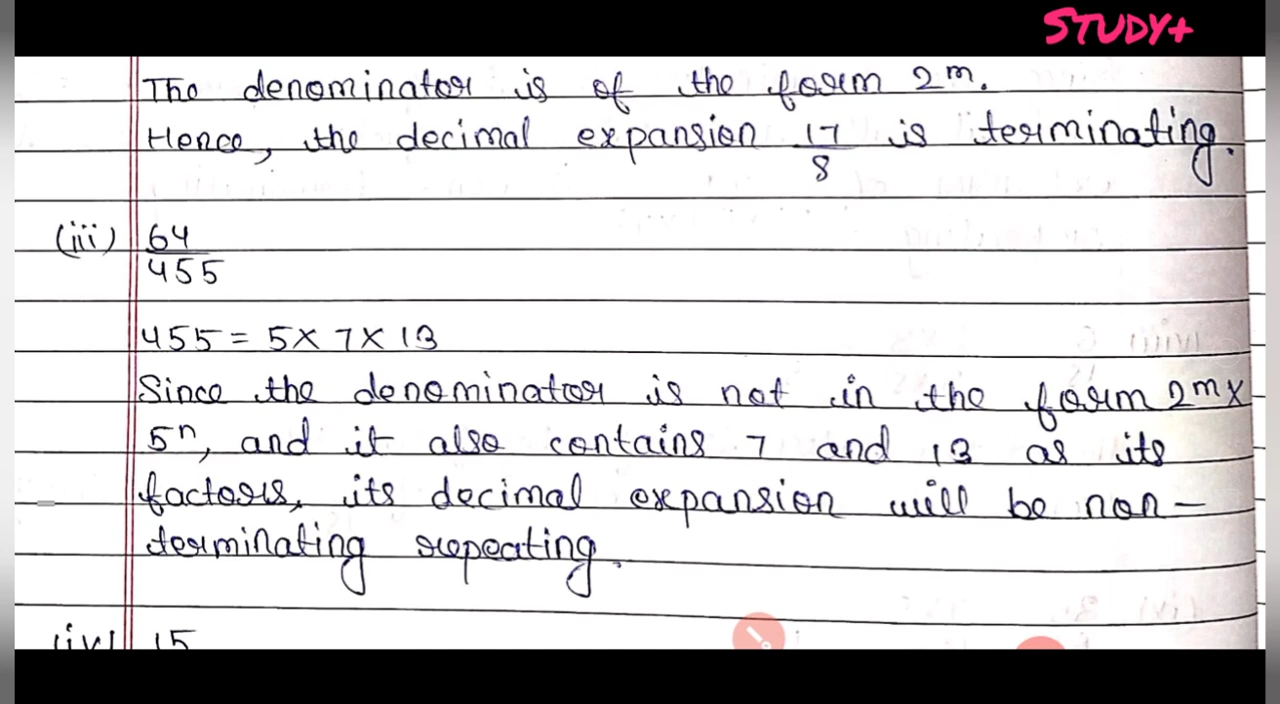 STUDY+
The denominator is of the form 2ᵐ.
Hence, the decimal expansion 17/8 is terminating.
(iii) 64/455
455 = 5 × 7 × 13
Since the denominator is not in the form 2ᵐ ×
5ⁿ, and it also contains 7 and 13 as its
factors, its decimal expansion will be non-
terminating repeating.
(iv) 15